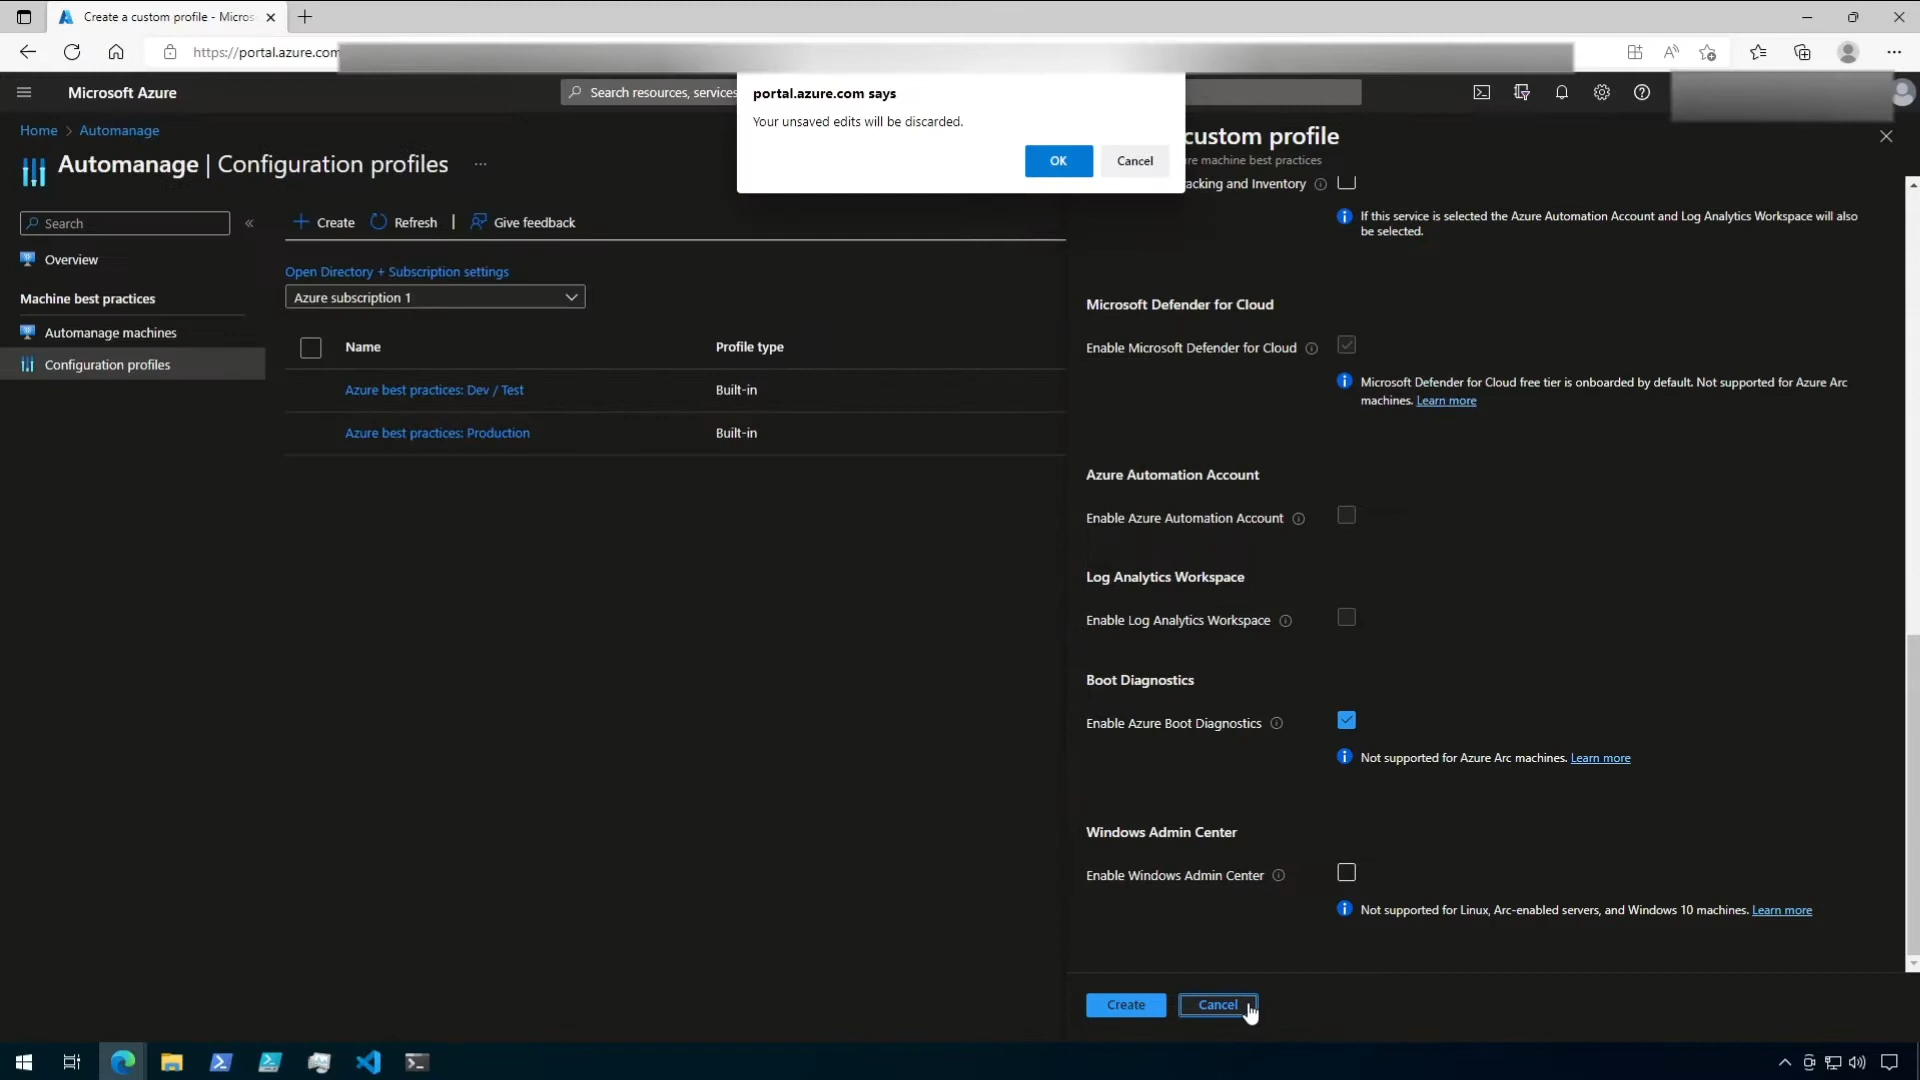 Create a custom profile - Micros
https://portal.azure.com
Microsoft Azure
Search resources, services
portal.azure.com says
Your unsaved edits will be discarded.
OK
Cancel
Home > Automanage
Automanage | Configuration profiles
...
Search
«
Overview
Machine best practices
Automanage machines
Configuration profiles
+ Create
Refresh
|
Give feedback
Open Directory + Subscription settings
Azure subscription 1
Name
Profile type
Azure best practices: Dev / Test
Built-in
Azure best practices: Production
Built-in
custom profile
re machine best practices
acking and Inventory
If this service is selected the Azure Automation Account and Log Analytics Workspace will also
be selected.
Microsoft Defender for Cloud
Enable Microsoft Defender for Cloud
Microsoft Defender for Cloud free tier is onboarded by default. Not supported for Azure Arc
machines. Learn more
Azure Automation Account
Enable Azure Automation Account
Log Analytics Workspace
Enable Log Analytics Workspace
Boot Diagnostics
Enable Azure Boot Diagnostics
Not supported for Azure Arc machines. Learn more
Windows Admin Center
Enable Windows Admin Center
Not supported for Linux, Arc-enabled servers, and Windows 10 machines. Learn more
Create
Cancel